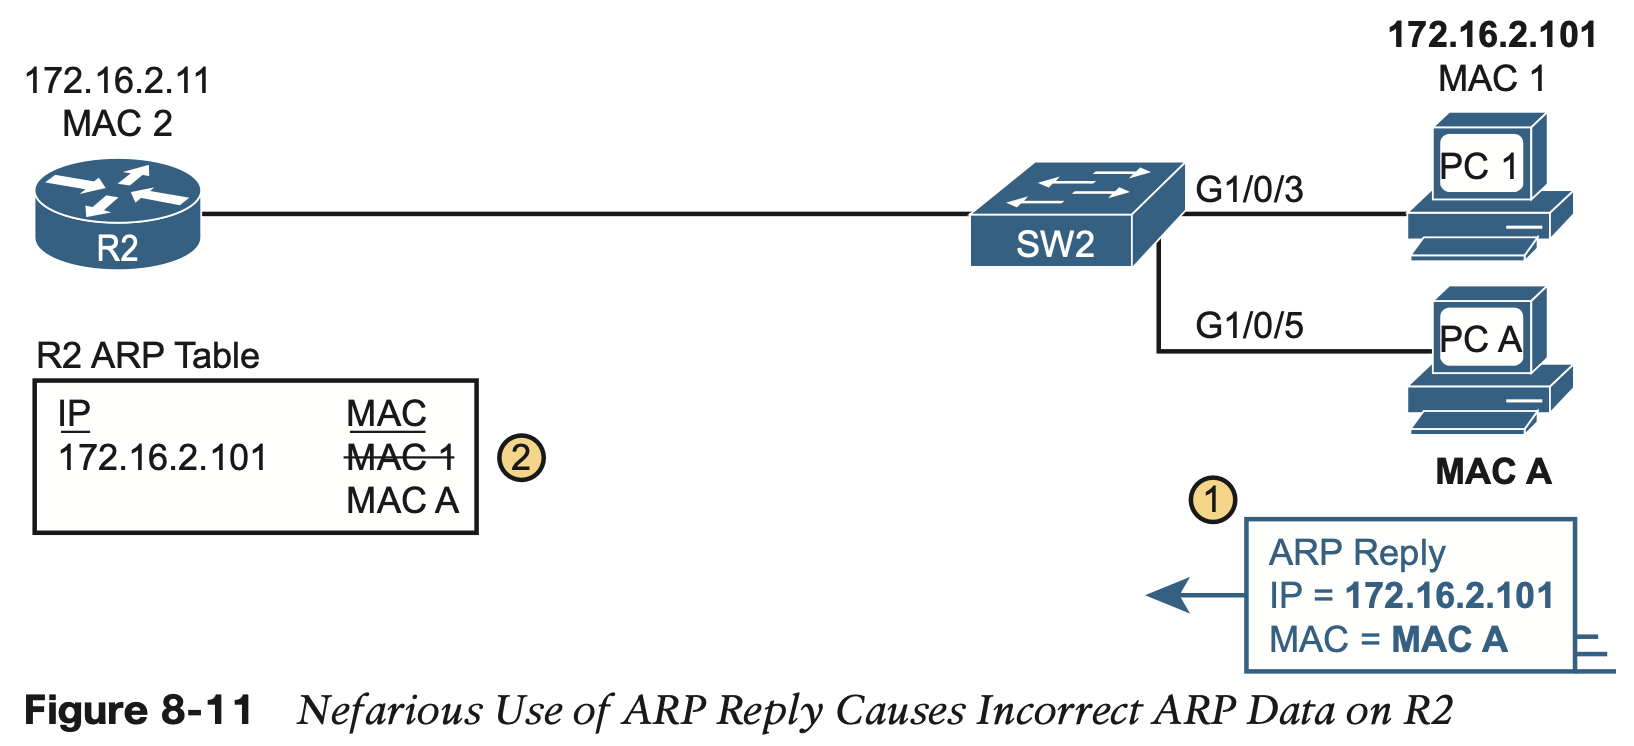 172.16.2.101
MAC 1
172.16.2.11
MAC 2
PC 1
G1/0/3
R2
SW2
G1/0/5
PC A
R2 ARP Table
IP MAC
172.16.2.101 MAC 1
MAC A
2
MAC A
1
ARP Reply
IP = 172.16.2.101
MAC = MAC A
Figure 8-11 Nefarious Use of ARP Reply Causes Incorrect ARP Data on R2